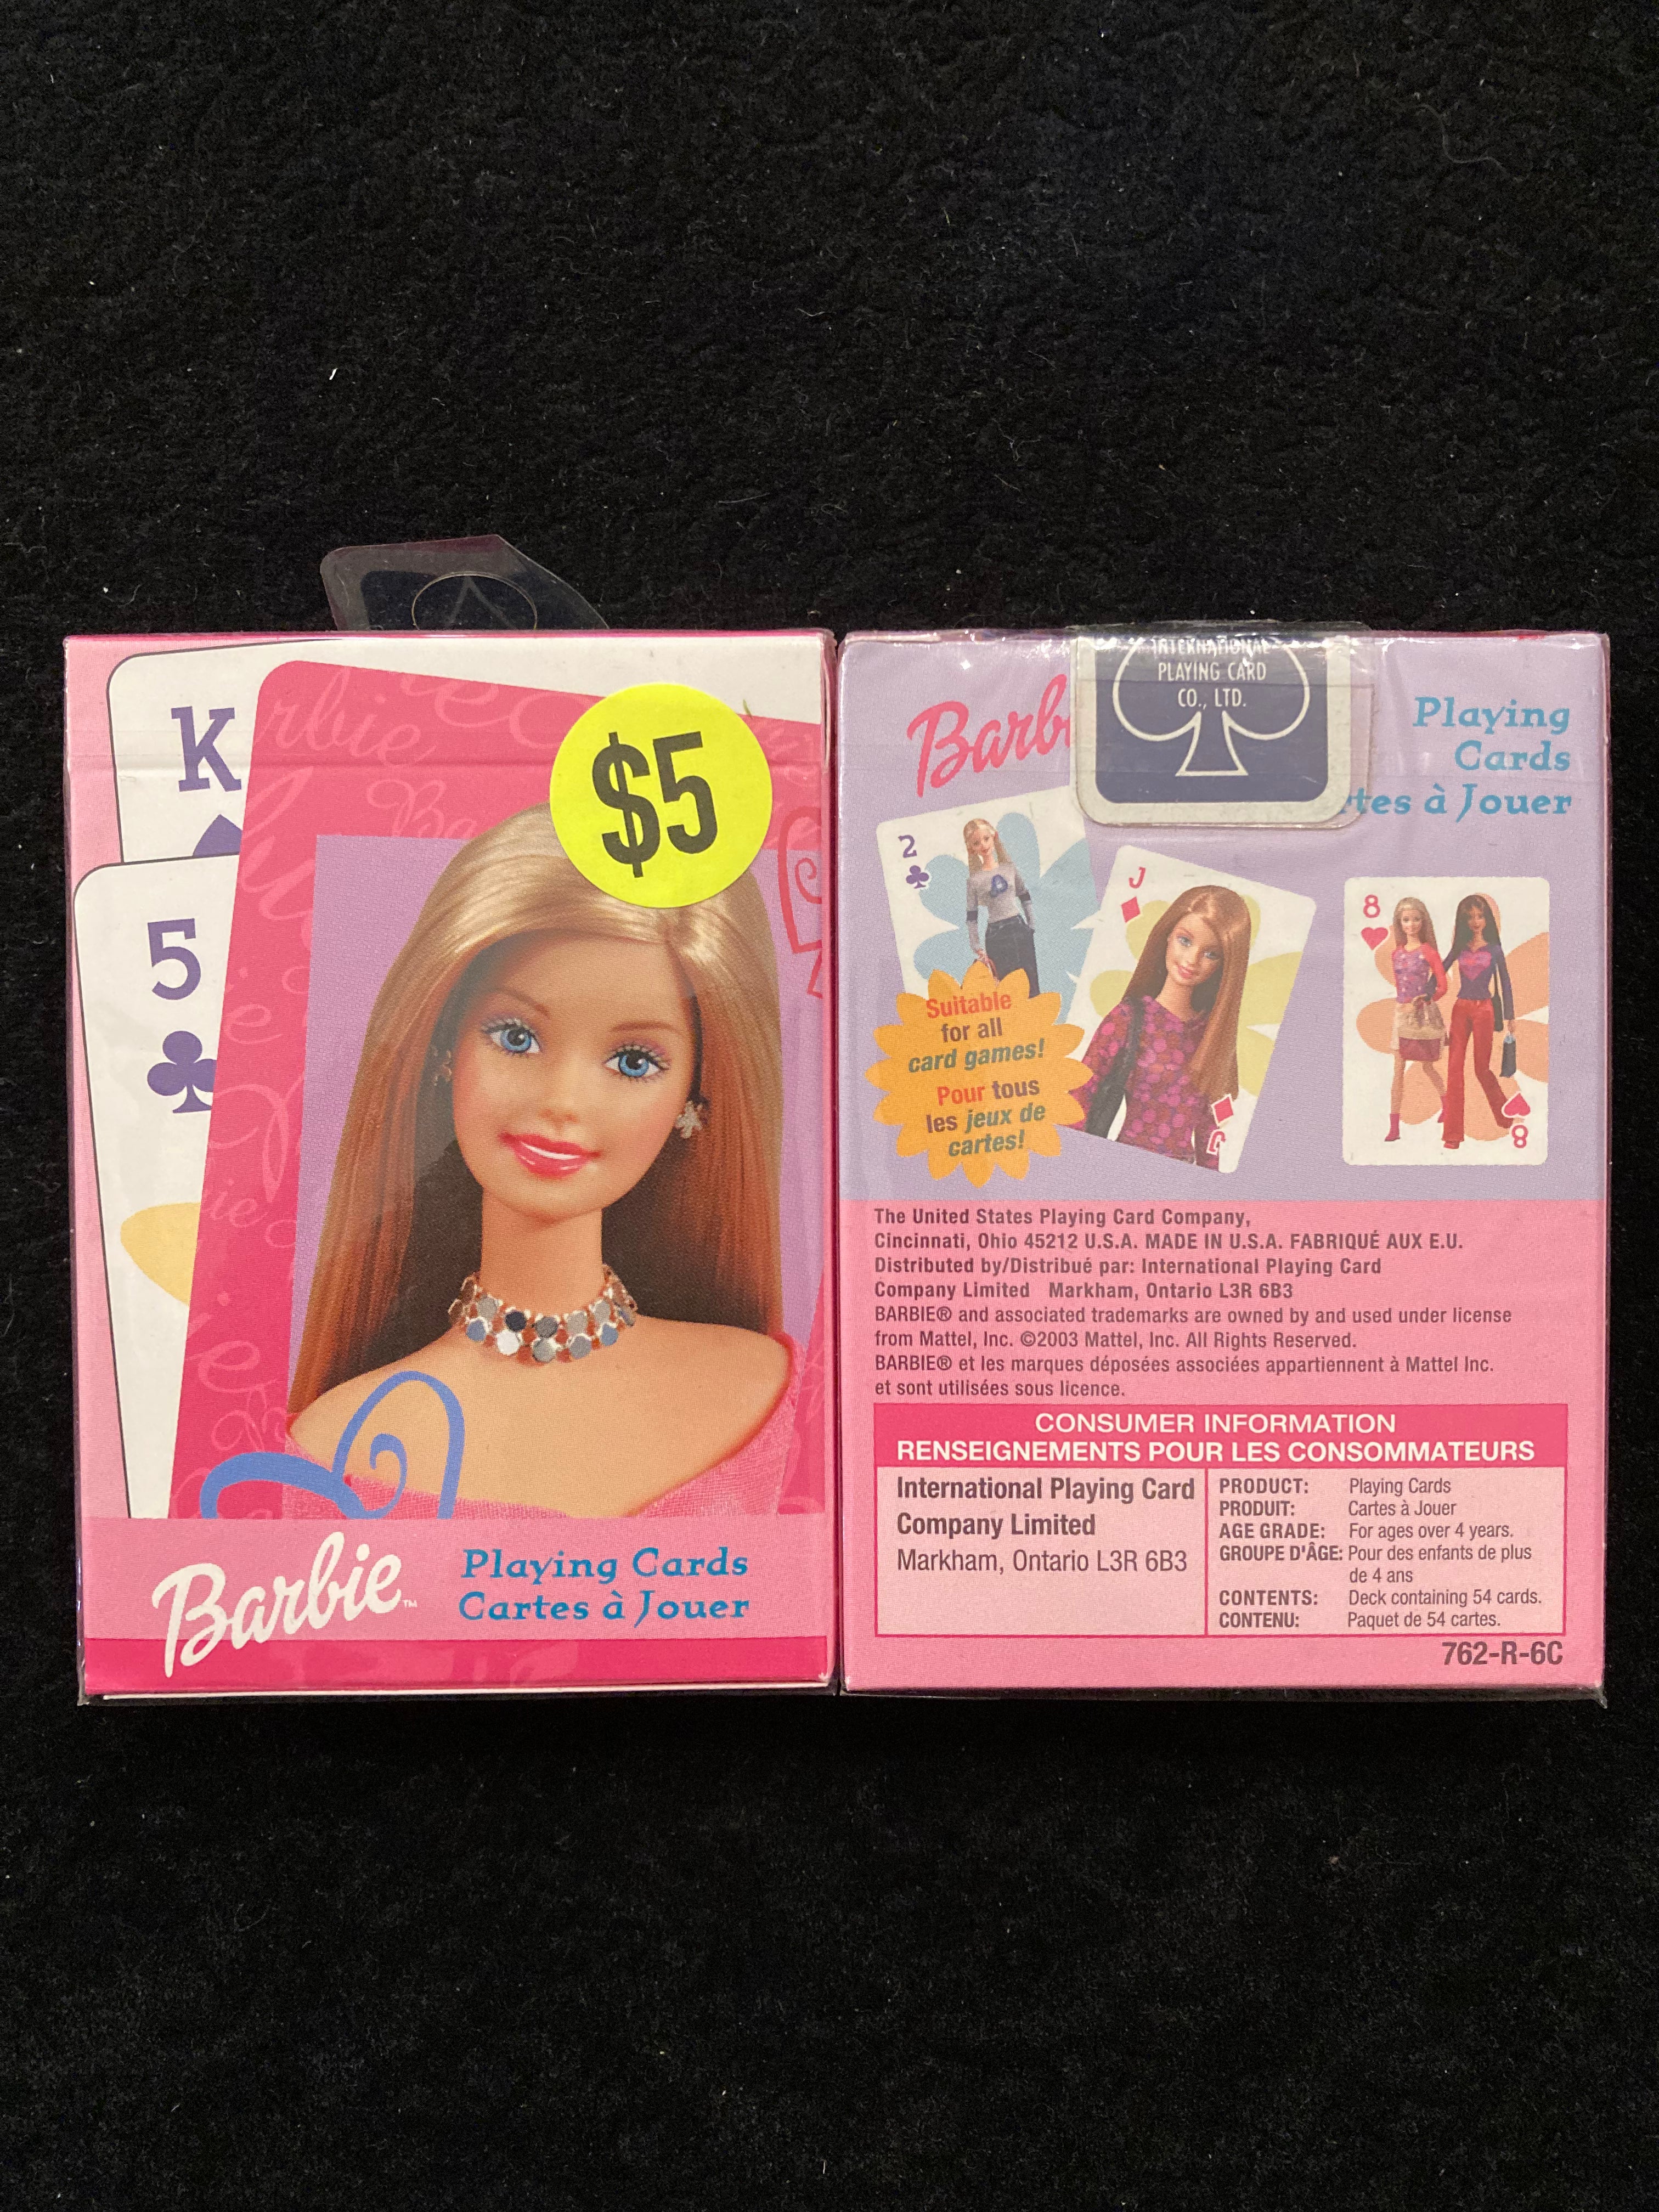 K
5
$5
Barbie™
Playing Cards
Cartes à Jouer
INTERNATIONAL
PLAYING CARD
CO., LTD.
Playing
Cards
à Jouer
2
J
J
8
8
Suitable
for all
card games!
Pour tous
les jeux de
cartes!
The United States Playing Card Company,
Cincinnati, Ohio 45212 U.S.A. MADE IN U.S.A. FABRIQUÉ AUX E.U.
Distributed by/Distribué par: International Playing Card
Company Limited Markham, Ontario L3R 6B3
BARBIE® and associated trademarks are owned by and used under license
from Mattel, Inc. ©2003 Mattel, Inc. All Rights Reserved.
BARBIE® et les marques déposées associées appartiennent à Mattel Inc.
et sont utilisées sous licence.
CONSUMER INFORMATION
RENSEIGNEMENTS POUR LES CONSOMMATEURS
International Playing Card
Company Limited
Markham, Ontario L3R 6B3
PRODUCT: Playing Cards
PRODUIT: Cartes à Jouer
AGE GRADE: For ages over 4 years.
GROUPE D'ÂGE: Pour des enfants de plus
de 4 ans
CONTENTS: Deck containing 54 cards.
CONTENU: Paquet de 54 cartes.
762-R-6C